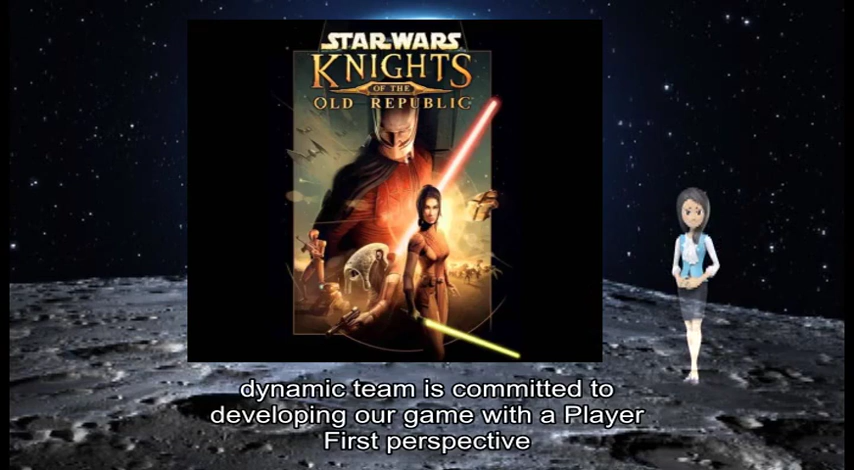 STAR WARS
KNIGHTS
OF THE
OLD REPUBLIC
dynamic team is committed to
developing our game with a Player
First perspective